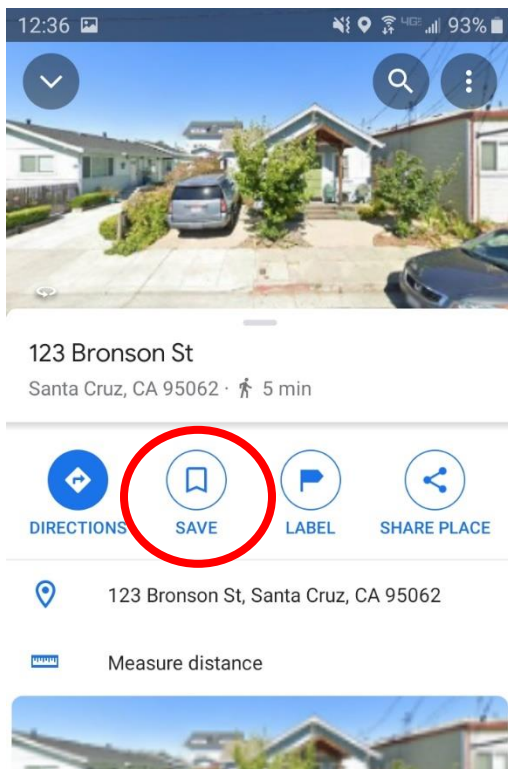 12:36 4GE 93%
123 Bronson St
Santa Cruz, CA 95062 · 5 min
DIRECTIONS SAVE LABEL SHARE PLACE
123 Bronson St, Santa Cruz, CA 95062
Measure distance